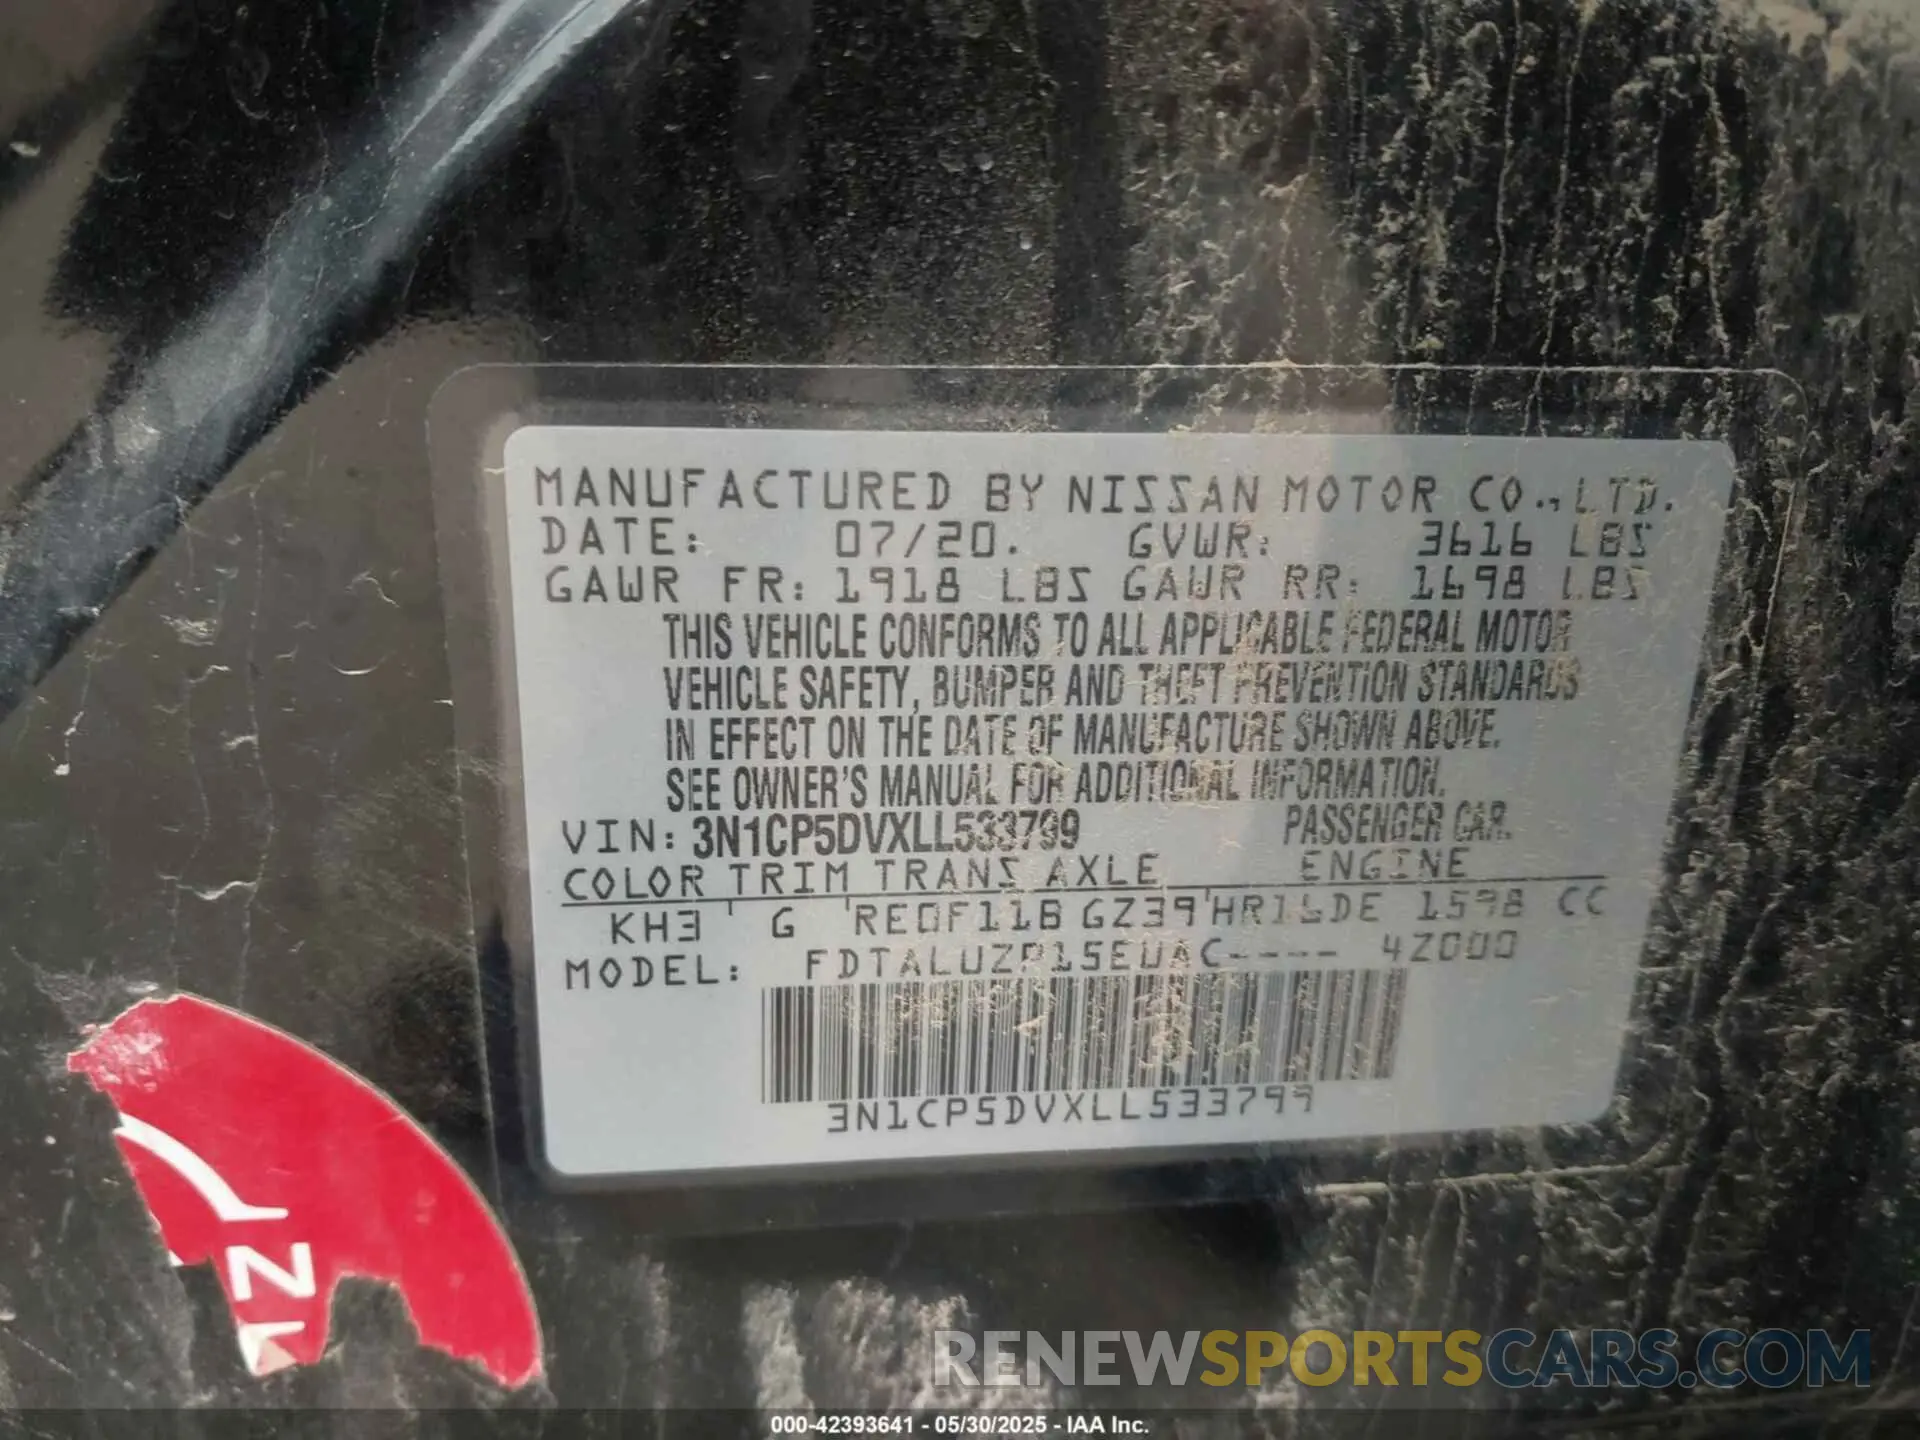 MANUFACTURED BY NISSAN MOTOR CO., LTD.
DATE: 07/20. GVWR: 3616 LBS
GAWR FR: 1918 LBS GAWR RR: 1698 LBS
THIS VEHICLE CONFORMS TO ALL APPLICABLE FEDERAL MOTOR
VEHICLE SAFETY, BUMPER AND THEFT PREVENTION STANDARDS
IN EFFECT ON THE DATE OF MANUFACTURE SHOWN ABOVE.
SEE OWNER'S MANUAL FOR ADDITIONAL INFORMATION.
VIN: 3N1CP5DVXLL533799 PASSENGER CAR.
COLOR TRIM TRANS AXLE ENGINE
KH3 G RE0F11B GZ39 HR16DE 1598 CC
MODEL: FDTALUZP15EUAC---- 4Z000
3N1CP5DVXLL533799
RENEWSPORTSCARS.COM
000-42393641 - 05/30/2025 - IAA Inc.